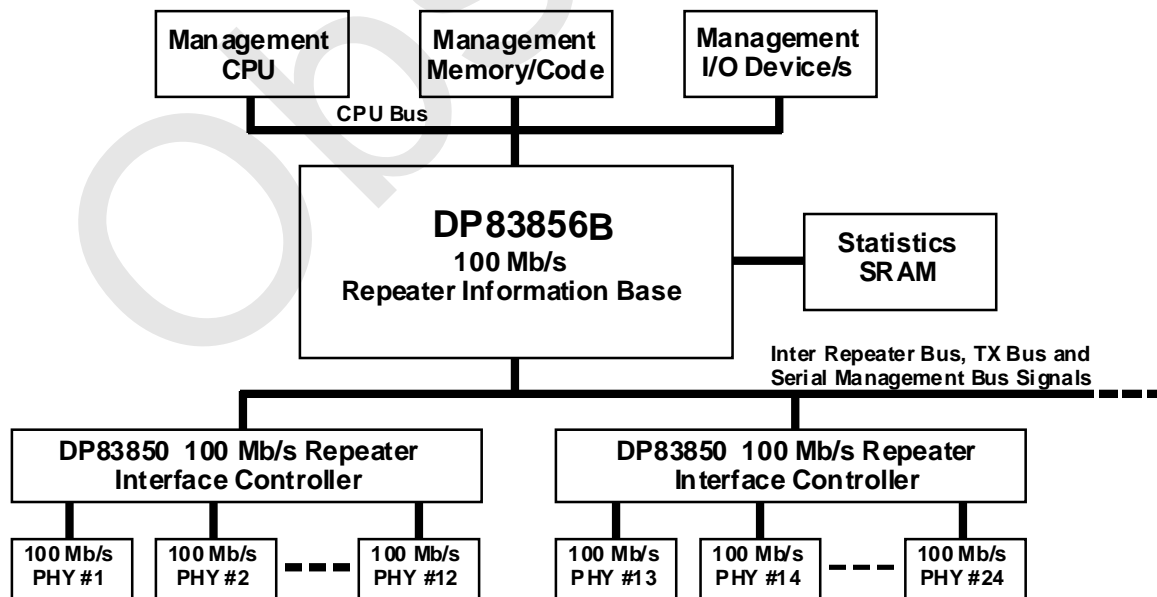 Management
CPU
Management
Memory/Code
Management
I/O Device/s
CPU Bus
DP83856B
100 Mb/s
Repeater Information Base
Statistics
SRAM
Inter Repeater Bus, TX Bus and
Serial Management Bus Signals
DP83850 100 Mb/s Repeater
Interface Controller
DP83850 100 Mb/s Repeater
Interface Controller
100 Mb/s
PHY #1
100 Mb/s
PHY #2
100 Mb/s
PHY #12
100 Mb/s
PHY #13
100 Mb/s
PHY #14
100 Mb/s
PHY #24